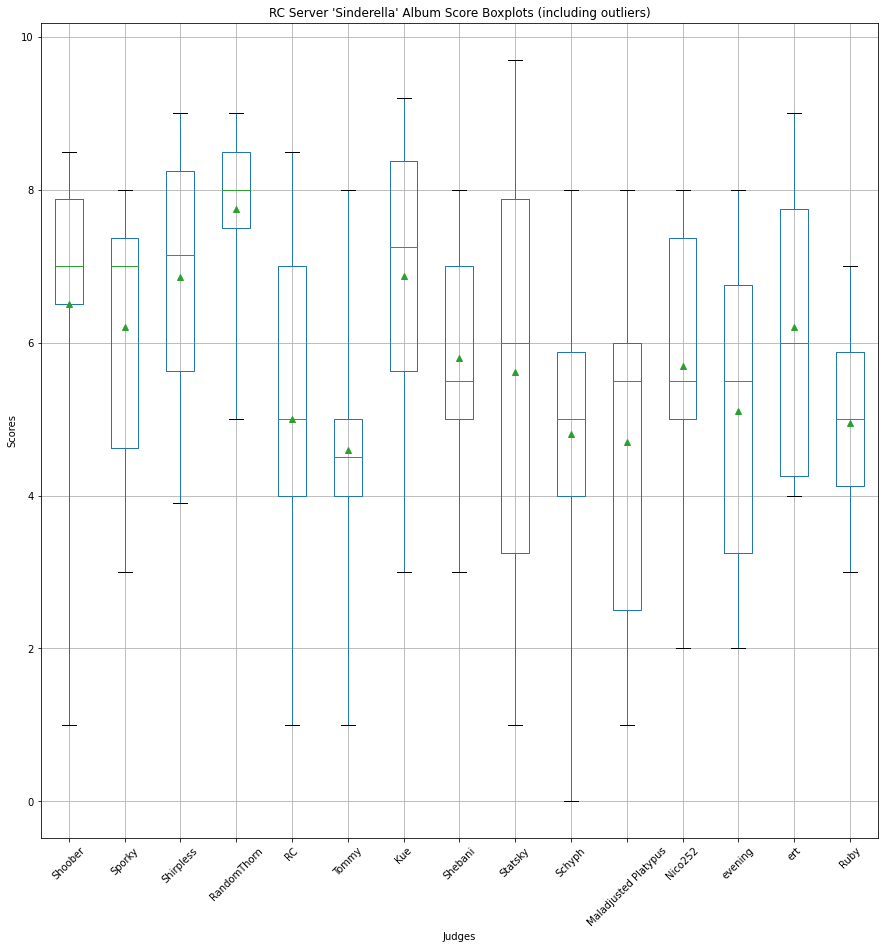 RC Server 'Sinderella' Album Score Boxplots (including outliers)
10
8
6
4
2
0
Scores
Shoober
Sporky
Shirpless
RandomThorn
RC
Tommy
Kue
Shebani
Statsky
Schyph
Maladjusted Platypus
Nico252
evening
ert
Ruby
Judges